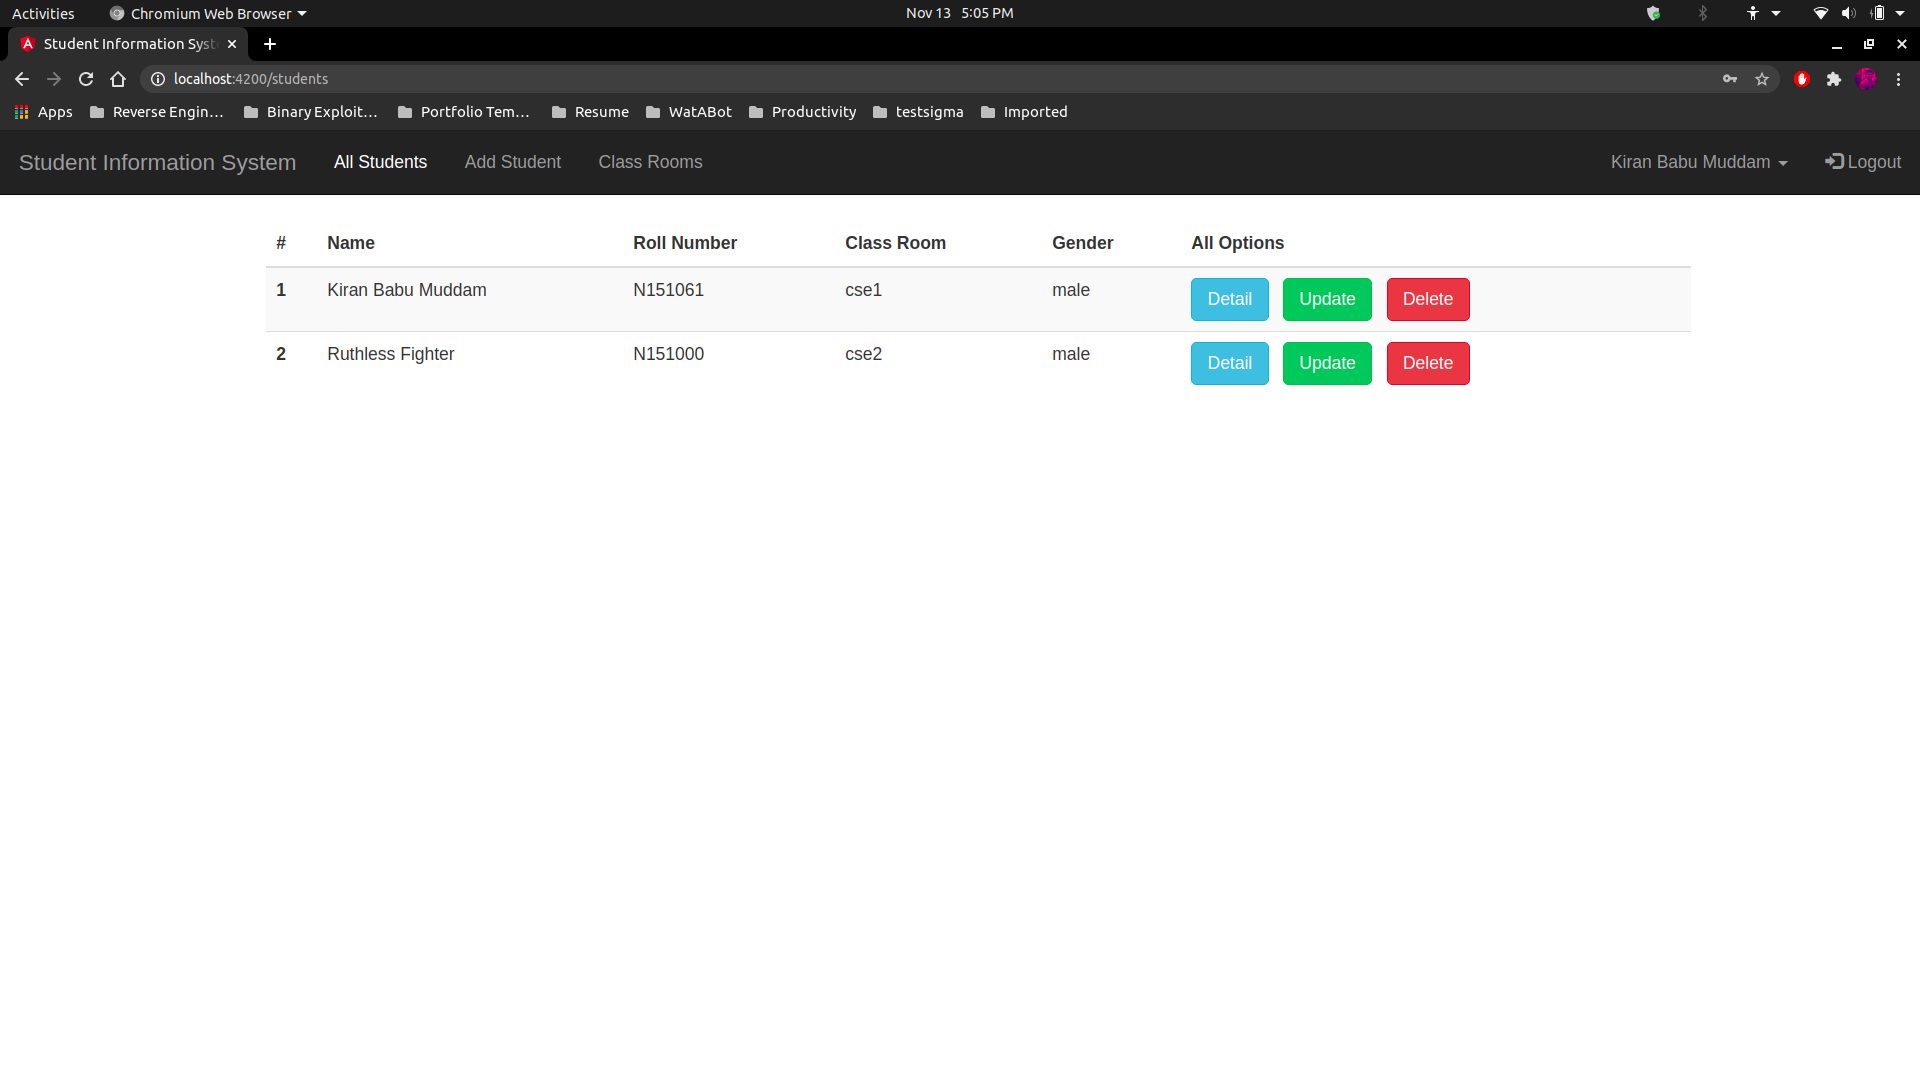 Activities Chromium Web Browser Nov 13 5:05 PM
Student Information Syst
localhost:4200/students
Apps Reverse Engin… Binary Exploit… Portfolio Tem… Resume WatABot Productivity testsigma Imported
Student Information System All Students Add Student Class Rooms Kiran Babu Muddam Logout
# Name Roll Number Class Room Gender All Options
1 Kiran Babu Muddam N151061 cse1 male Detail Update Delete
2 Ruthless Fighter N151000 cse2 male Detail Update Delete